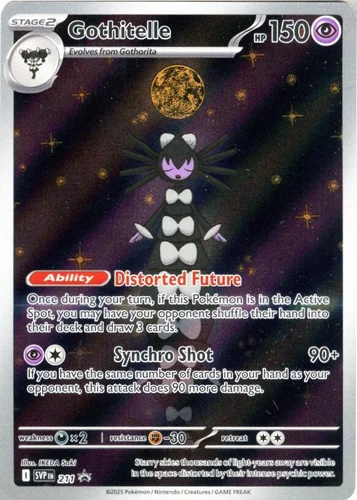 STAGE2 Gothitelle HP 150
Evolves from Gothorita
Ability Distorted Future
Once during your turn, if this Pokémon is in the Active
Spot, you may have your opponent shuffle their hand into
their deck and draw 3 cards.
Synchro Shot 90+
If you have the same number of cards in your hand as your
opponent, this attack does 90 more damage.
weakness ×2 resistance -30 retreat
Illus. IKEDA Saki
I SVP EN 211
Starry skies thousands of light-years away are visible
in the space distorted by its intense psychic power.
©2025 Pokémon / Nintendo / Creatures / GAME FREAK